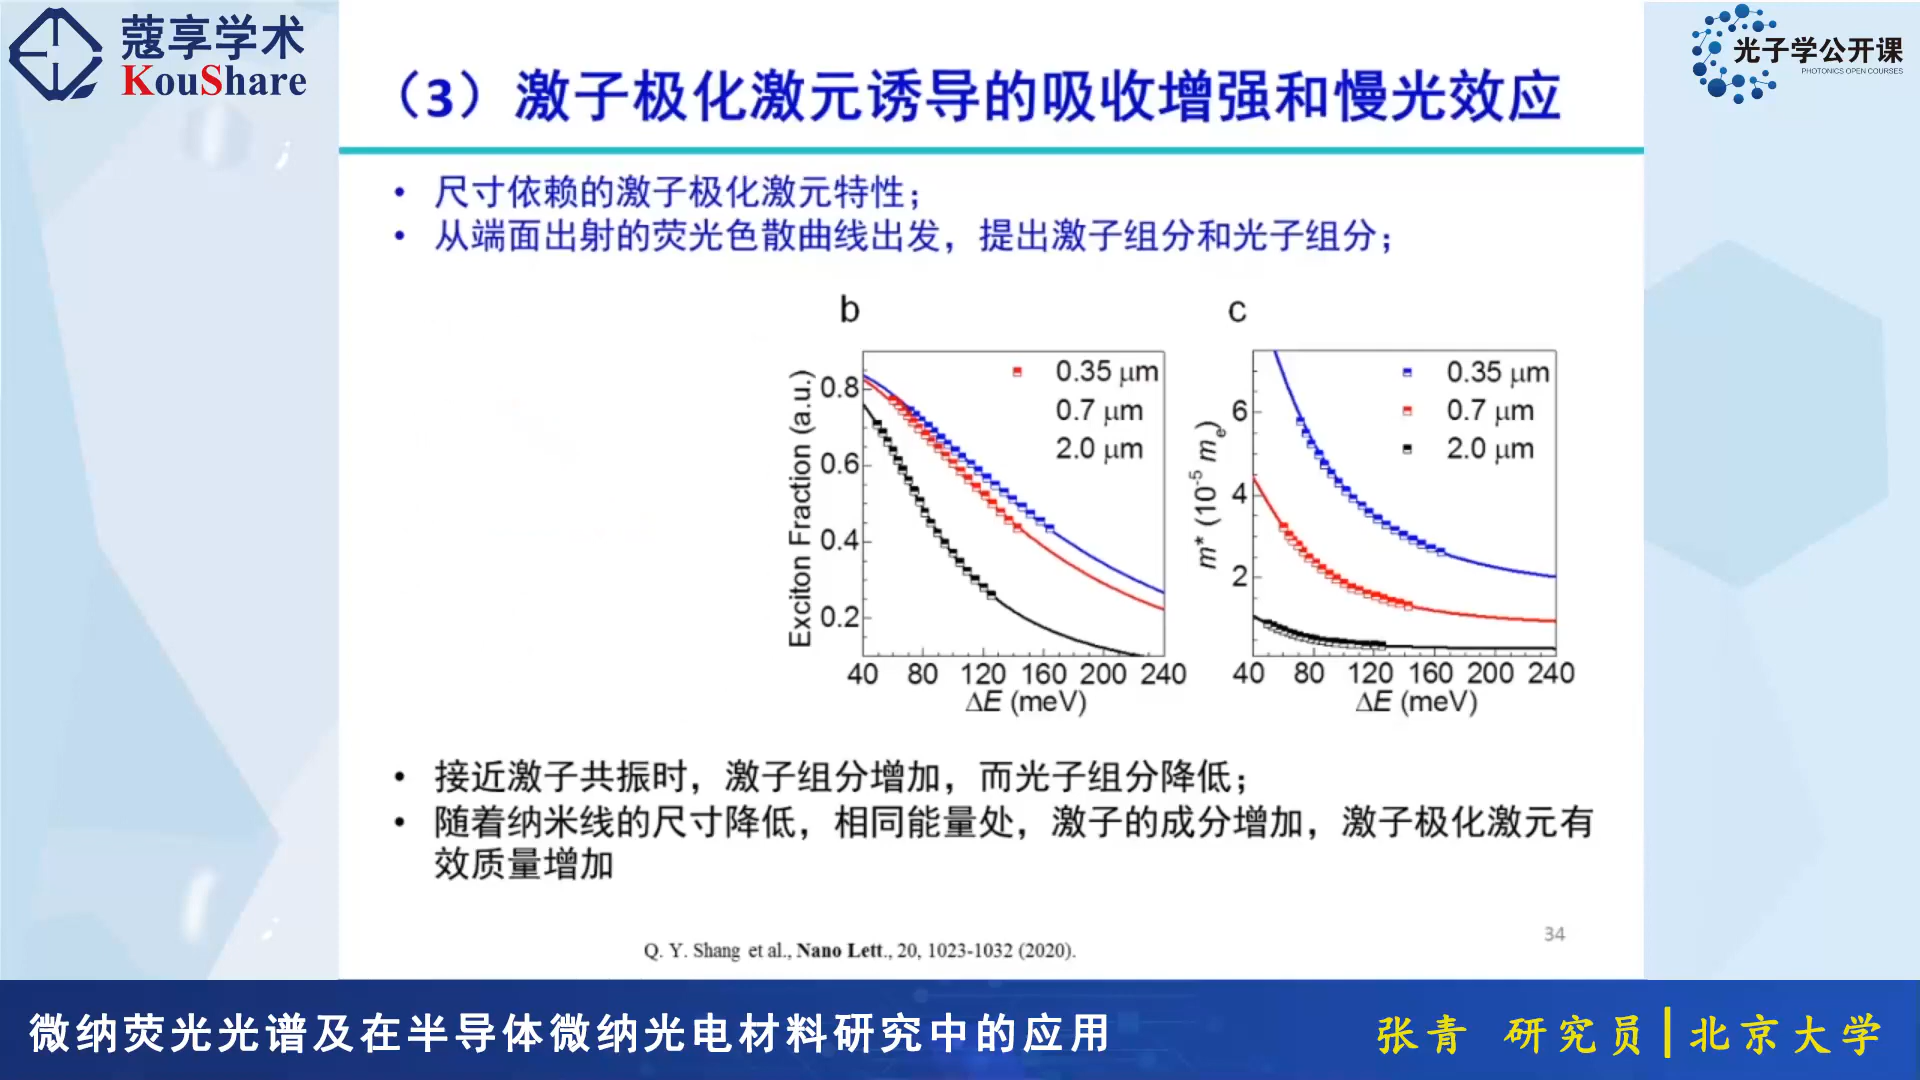 蔻享学术
KouShare
光子学公开课
PHOTONICS OPEN COURSES
（3）激子极化激元诱导的吸收增强和慢光效应
• 尺寸依赖的激子极化激元特性；
• 从端面出射的荧光色散曲线出发，提出激子组分和光子组分；
b
Exciton Fraction (a.u.)
0.8
0.6
0.4
0.2
0.35 μm
0.7 μm
2.0 μm
40 80 120 160 200 240
ΔE (meV)
c
m* (10⁻⁵ mₑ)
6
4
2
0.35 μm
0.7 μm
2.0 μm
40 80 120 160 200 240
ΔE (meV)
• 接近激子共振时，激子组分增加，而光子组分降低；
• 随着纳米线的尺寸降低，相同能量处，激子的成分增加，激子极化激元有
效质量增加
34
Q. Y. Shang et al., Nano Lett., 20, 1023-1032 (2020).
微纳荧光光谱及在半导体微纳光电材料研究中的应用
张青 研究员|北京大学